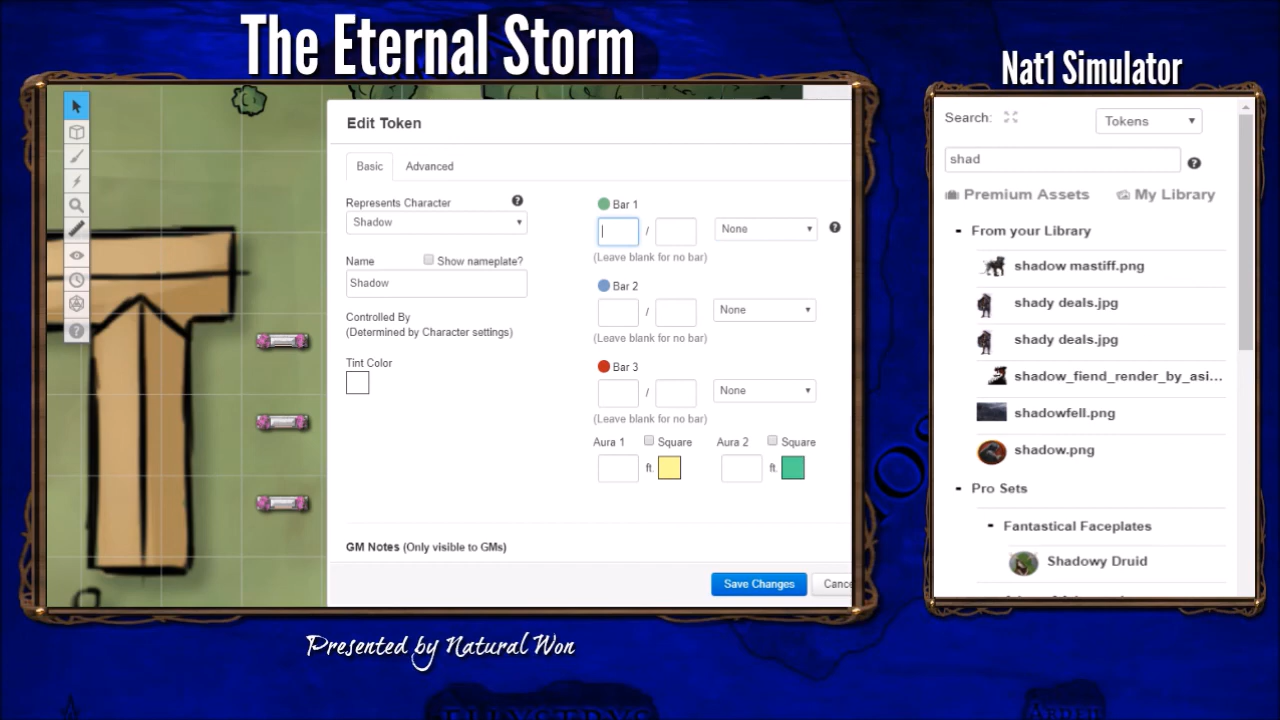 The Eternal Storm
Nat1 Simulator
Edit Token
Basic
Advanced
Represents Character
Shadow
Name
Show nameplate?
Shadow
Controlled By
(Determined by Character settings)
Tint Color
Bar 1
/
None
(Leave blank for no bar)
Bar 2
/
None
(Leave blank for no bar)
Bar 3
/
None
(Leave blank for no bar)
Aura 1
Square
Aura 2
Square
ft.
ft.
GM Notes (Only visible to GMs)
Save Changes
Cance
Search:
Tokens
shad
Premium Assets
My Library
From your Library
shadow mastiff.png
shady deals.jpg
shady deals.jpg
shadow_fiend_render_by_asi...
shadowfell.png
shadow.png
Pro Sets
Fantastical Faceplates
Shadowy Druid
Presented by Natural Won